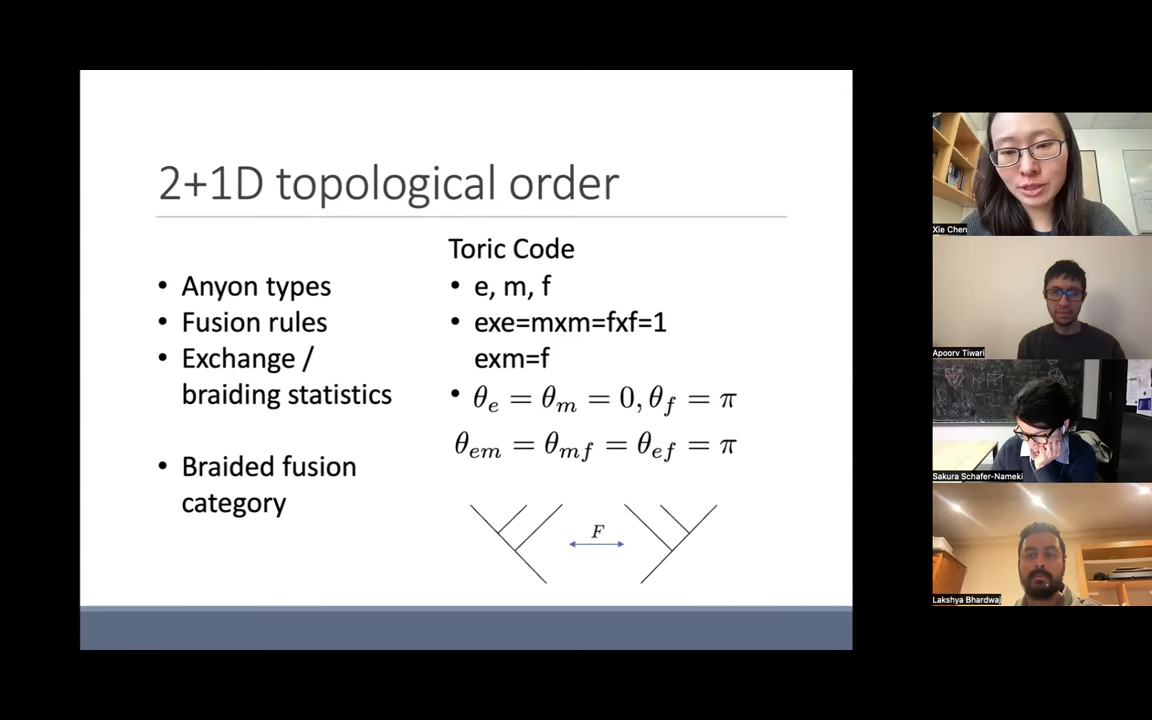 2+1D topological order
• Anyon types
• Fusion rules
• Exchange /
braiding statistics
• Braided fusion
category
Toric Code
• e, m, f
• exe=mxm=fxf=1
exm=f
• θ_e = θ_m = 0, θ_f = π
θ_em = θ_mf = θ_ef = π
F
Xie Chen
Apoorv Tiwari
Sakura Schafer-Nameki
Lakshya Bhardwaj